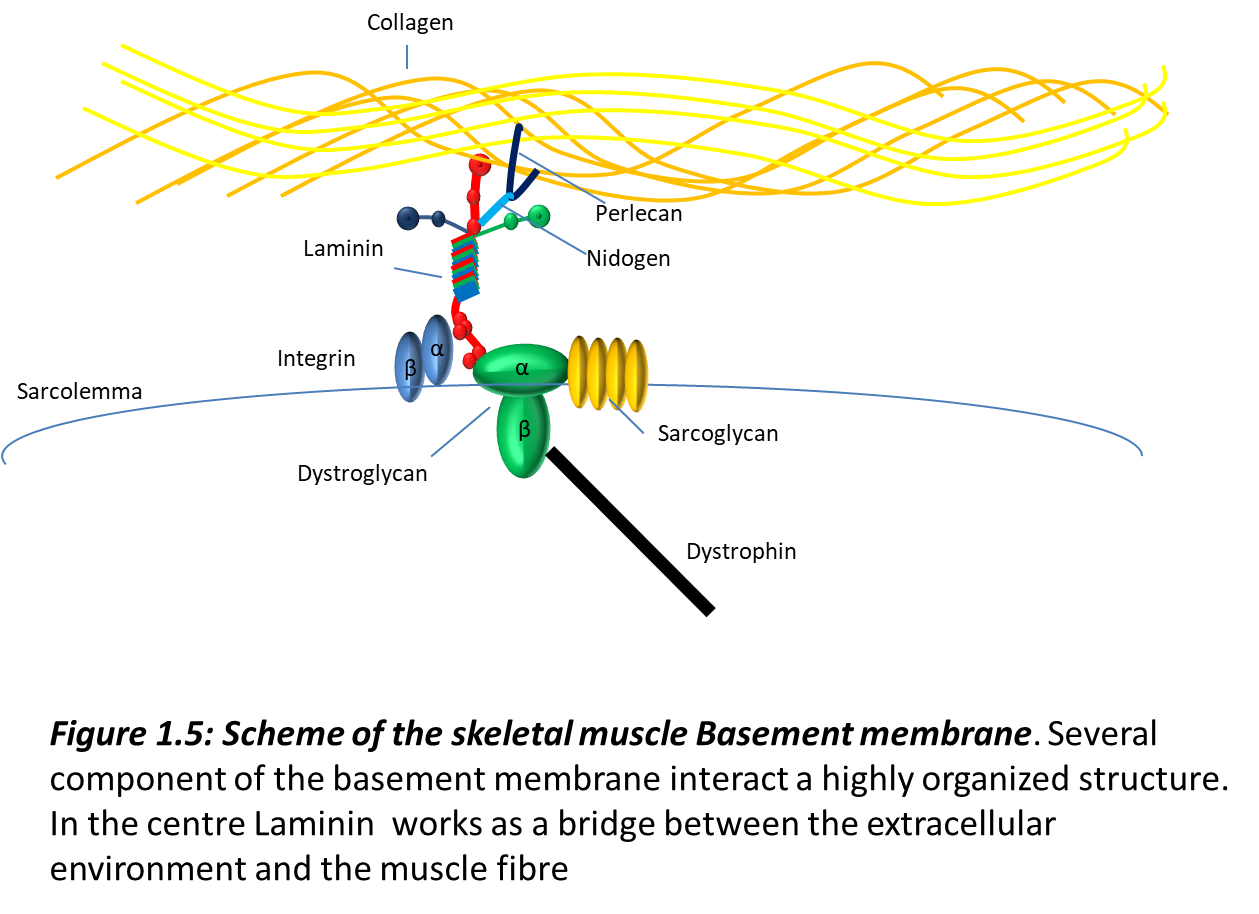 Collagen
Perlecan
Laminin
Nidogen
Integrin
α
β
α
Sarcolemma
β
Sarcoglycan
Dystroglycan
Dystrophin
Figure 1.5: Scheme of the skeletal muscle Basement membrane. Several
component of the basement membrane interact a highly organized structure.
In the centre Laminin works as a bridge between the extracellular
environment and the muscle fibre